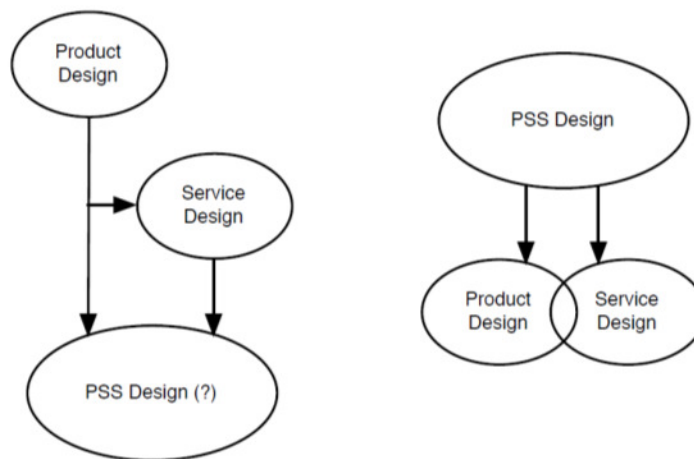 Product
Design
Service
Design
PSS Design (?)
PSS Design
Product
Design
Service
Design